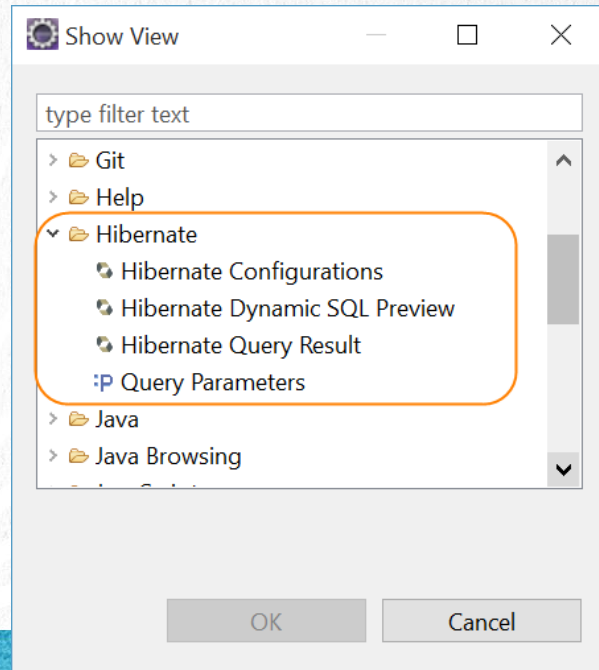 Show View
type filter text
Git
Help
Hibernate
Hibernate Configurations
Hibernate Dynamic SQL Preview
Hibernate Query Result
:P Query Parameters
Java
Java Browsing
OK
Cancel